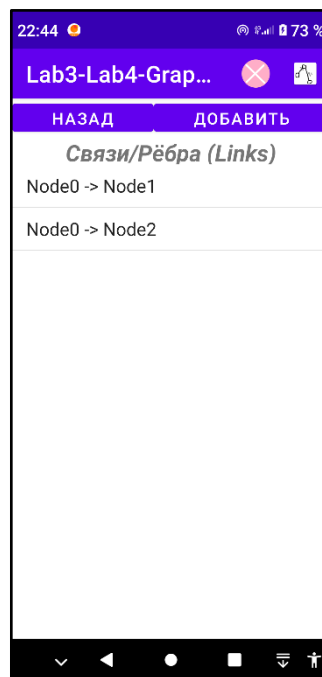 22:44 73 %
Lab3-Lab4-Grap...
НАЗАД ДОБАВИТЬ
Связи/Рёбра (Links)
Node0 -> Node1
Node0 -> Node2